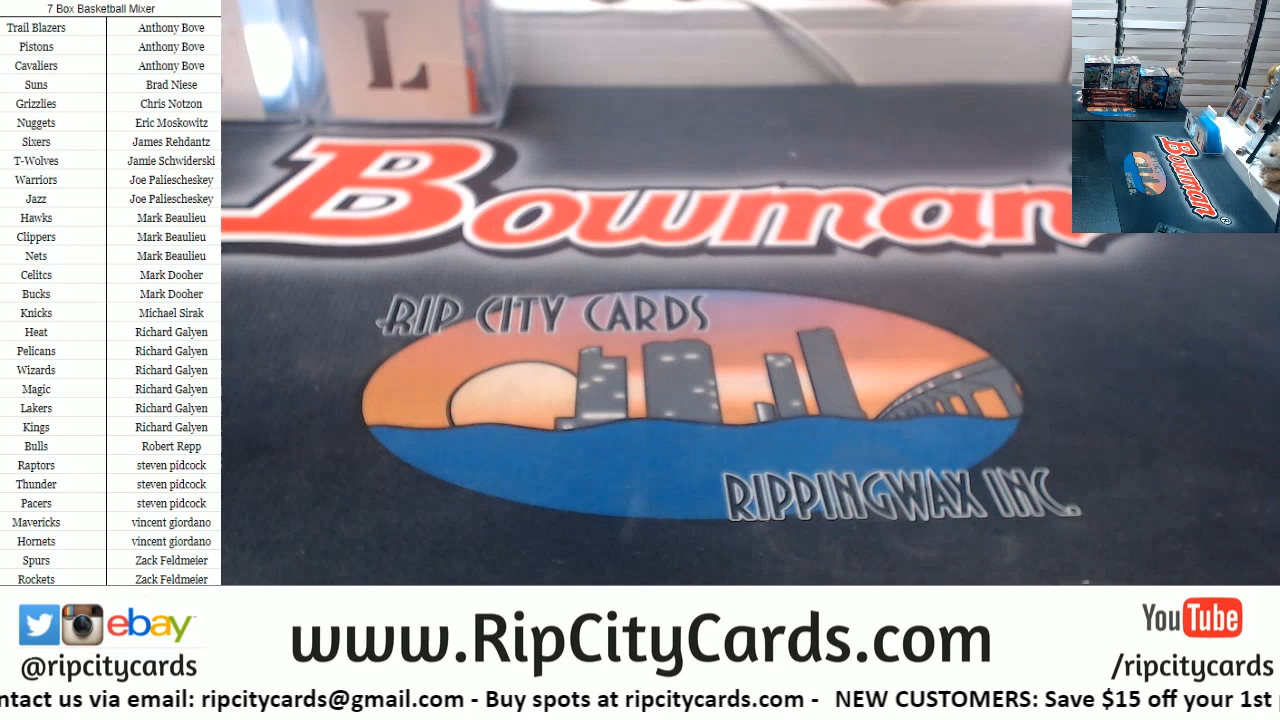 7 Box Basketball Mixer
Trail Blazers Anthony Bove
Pistons Anthony Bove
Cavaliers Anthony Bove
Suns Brad Niese
Grizzlies Chris Notzon
Nuggets Eric Moskowitz
Sixers James Rehdantz
T-Wolves Jamie Schwiderski
Warriors Joe Paliescheskey
Jazz Joe Paliescheskey
Hawks Mark Beaulieu
Clippers Mark Beaulieu
Nets Mark Beaulieu
Celitcs Mark Dooher
Bucks Mark Dooher
Knicks Michael Sirak
Heat Richard Galyen
Pelicans Richard Galyen
Wizards Richard Galyen
Magic Richard Galyen
Lakers Richard Galyen
Kings Richard Galyen
Bulls Robert Repp
Raptors steven pidcock
Thunder steven pidcock
Pacers steven pidcock
Mavericks vincent giordano
Hornets vincent giordano
Spurs Zack Feldmeier
Rockets Zack Feldmeier
L
Bowman
RIP CITY CARDS
RIPPINGWAX INC.
Bowman ®
ebay
@ripcitycards
www.RipCityCards.com
YouTube
/ripcitycards
ntact us via email: ripcitycards@gmail.com - Buy spots at ripcitycards.com - NEW CUSTOMERS: Save $15 off your 1st